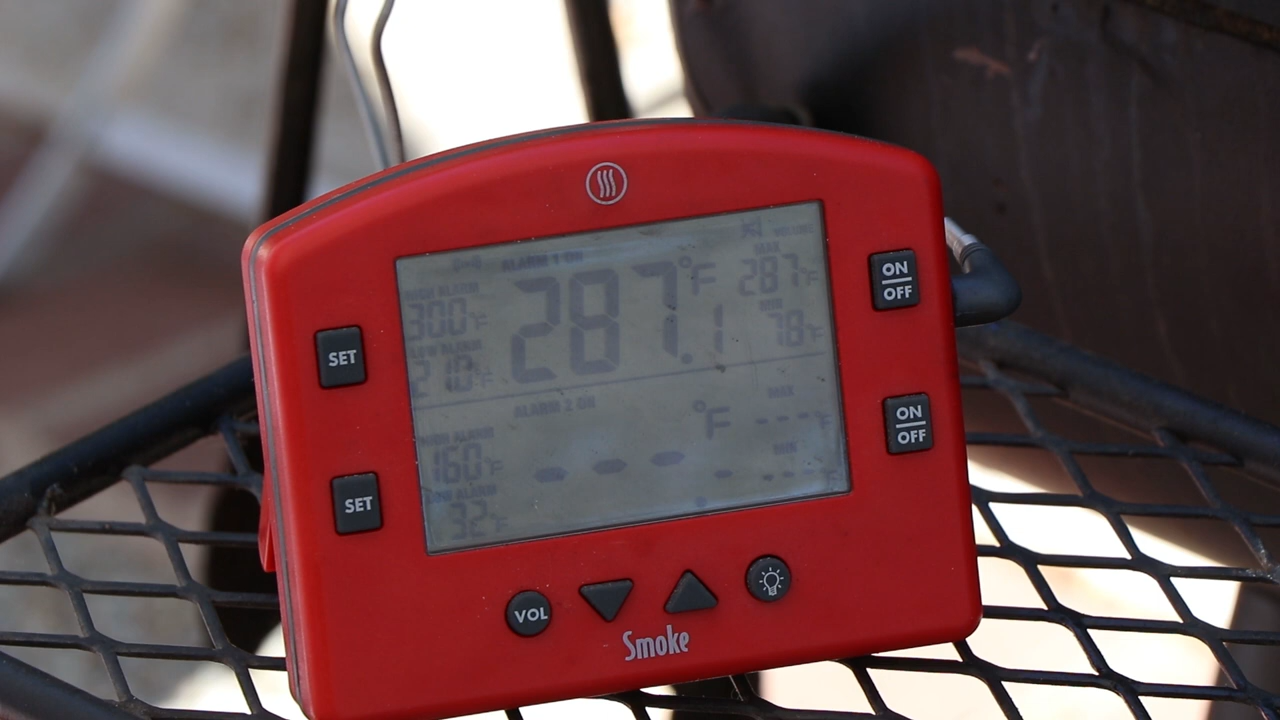 VOLUME
ALARM 1 ON
HIGH ALARM
300°F
LOW ALARM
210°F
287.1°F
MAX
287°F
MIN
78°F
ALARM 2 ON
HIGH ALARM
160°F
LOW ALARM
32°F
---.-°F
MAX
---°F
MIN
---°F
SET
SET
ON
OFF
ON
OFF
VOL
Smoke